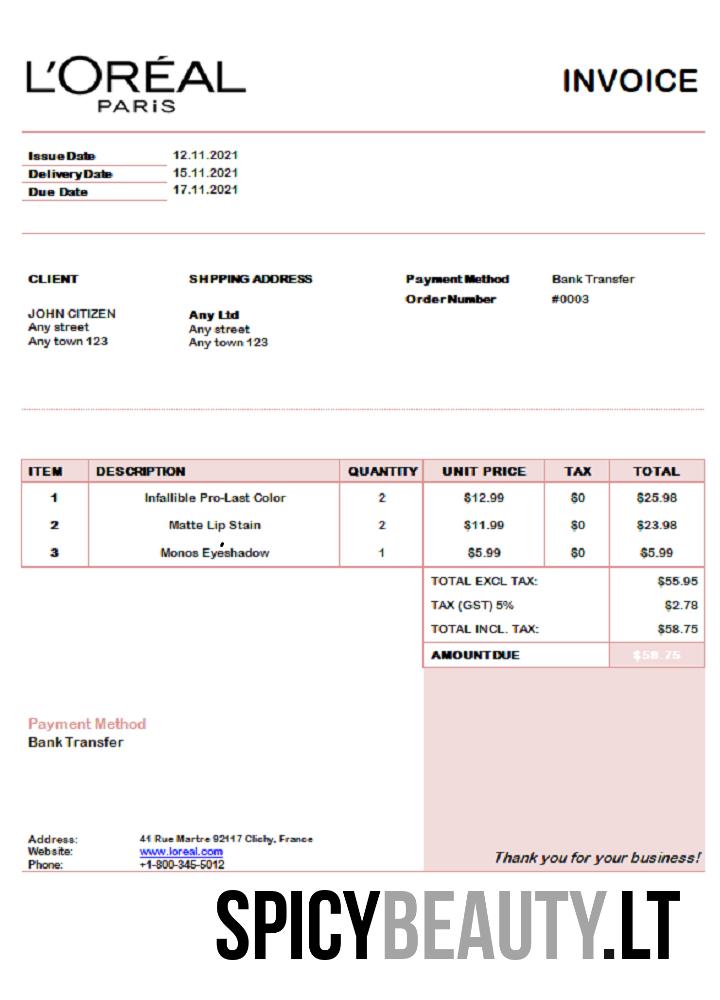 L'ORÉAL
PARiS
INVOICE
Issue Date 12.11.2021
Delivery Date 15.11.2021
Due Date 17.11.2021
CLIENT SHPPING ADDRESS Payment Method Bank Transfer
Order Number #0003
JOHN CITIZEN Any Ltd
Any street Any street
Any town 123 Any town 123
ITEM DESCRIPTION QUANTITY UNIT PRICE TAX TOTAL
1 Infallible Pro-Last Color 2 $12.99 $0 $25.98
2 Matte Lip Stain 2 $11.99 $0 $23.98
3 Monos Eyeshadow 1 $5.99 $0 $5.99
TOTAL EXCL TAX: $55.95
TAX (GST) 5% $2.78
TOTAL INCL. TAX: $58.75
AMOUNT DUE $58.75
Payment Method
Bank Transfer
Address: 41 Rue Martre 92117 Clichy, France
Website: www.loreal.com
Phone: +1-800-345-5012
Thank you for your business!
SPICYBEAUTY.LT